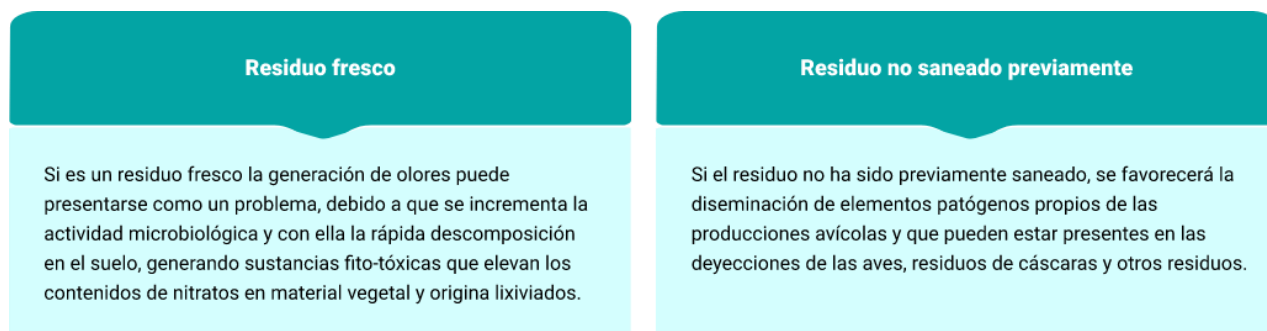 Residuo fresco
Si es un residuo fresco la generación de olores puede
presentarse como un problema, debido a que se incrementa la
actividad microbiológica y con ella la rápida descomposición
en el suelo, generando sustancias fito-tóxicas que elevan los
contenidos de nitratos en material vegetal y origina lixiviados.
Residuo no saneado previamente
Si el residuo no ha sido previamente saneado, se favorecerá la
diseminación de elementos patógenos propios de las
producciones avícolas y que pueden estar presentes en las
deyecciones de las aves, residuos de cáscaras y otros residuos.